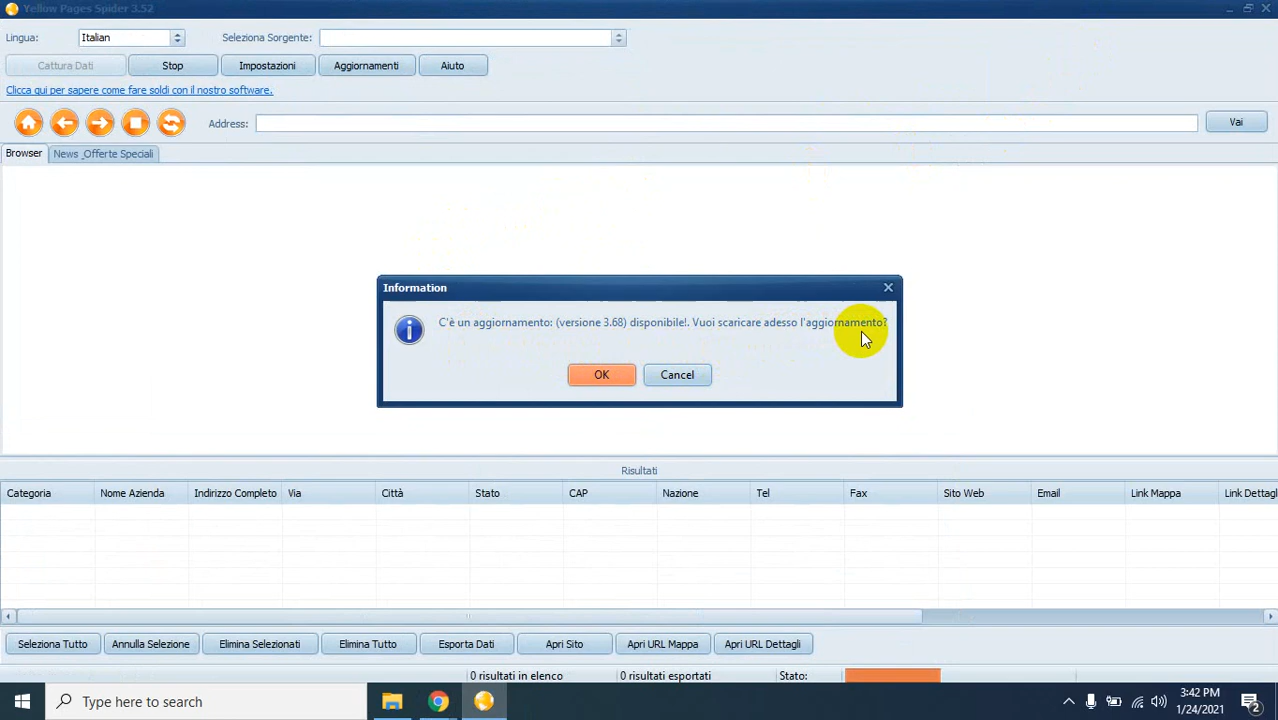 Yellow Pages Spider 3.52
Lingua: Italian Seleziona Sorgente:
Cattura Dati Stop Impostazioni Aggiornamenti Aiuto
Clicca qui per sapere come fare soldi con il nostro software.
Address: Vai
Browser News_Offerte Speciali
Information
C'è un aggiornamento: (versione 3.68) disponibile!. Vuoi scaricare adesso l'aggiornamento?
OK Cancel
Risultati
Categoria Nome Azienda Indirizzo Completo Via Città Stato CAP Nazione Tel Fax Sito Web Email Link Mappa Link Dettagl
Seleziona Tutto Annulla Selezione Elimina Selezionati Elimina Tutto Esporta Dati Apri Sito Apri URL Mappa Apri URL Dettagli
0 risultati in elenco 0 risultati esportati Stato:
Type here to search
3:42 PM
1/24/2021
2